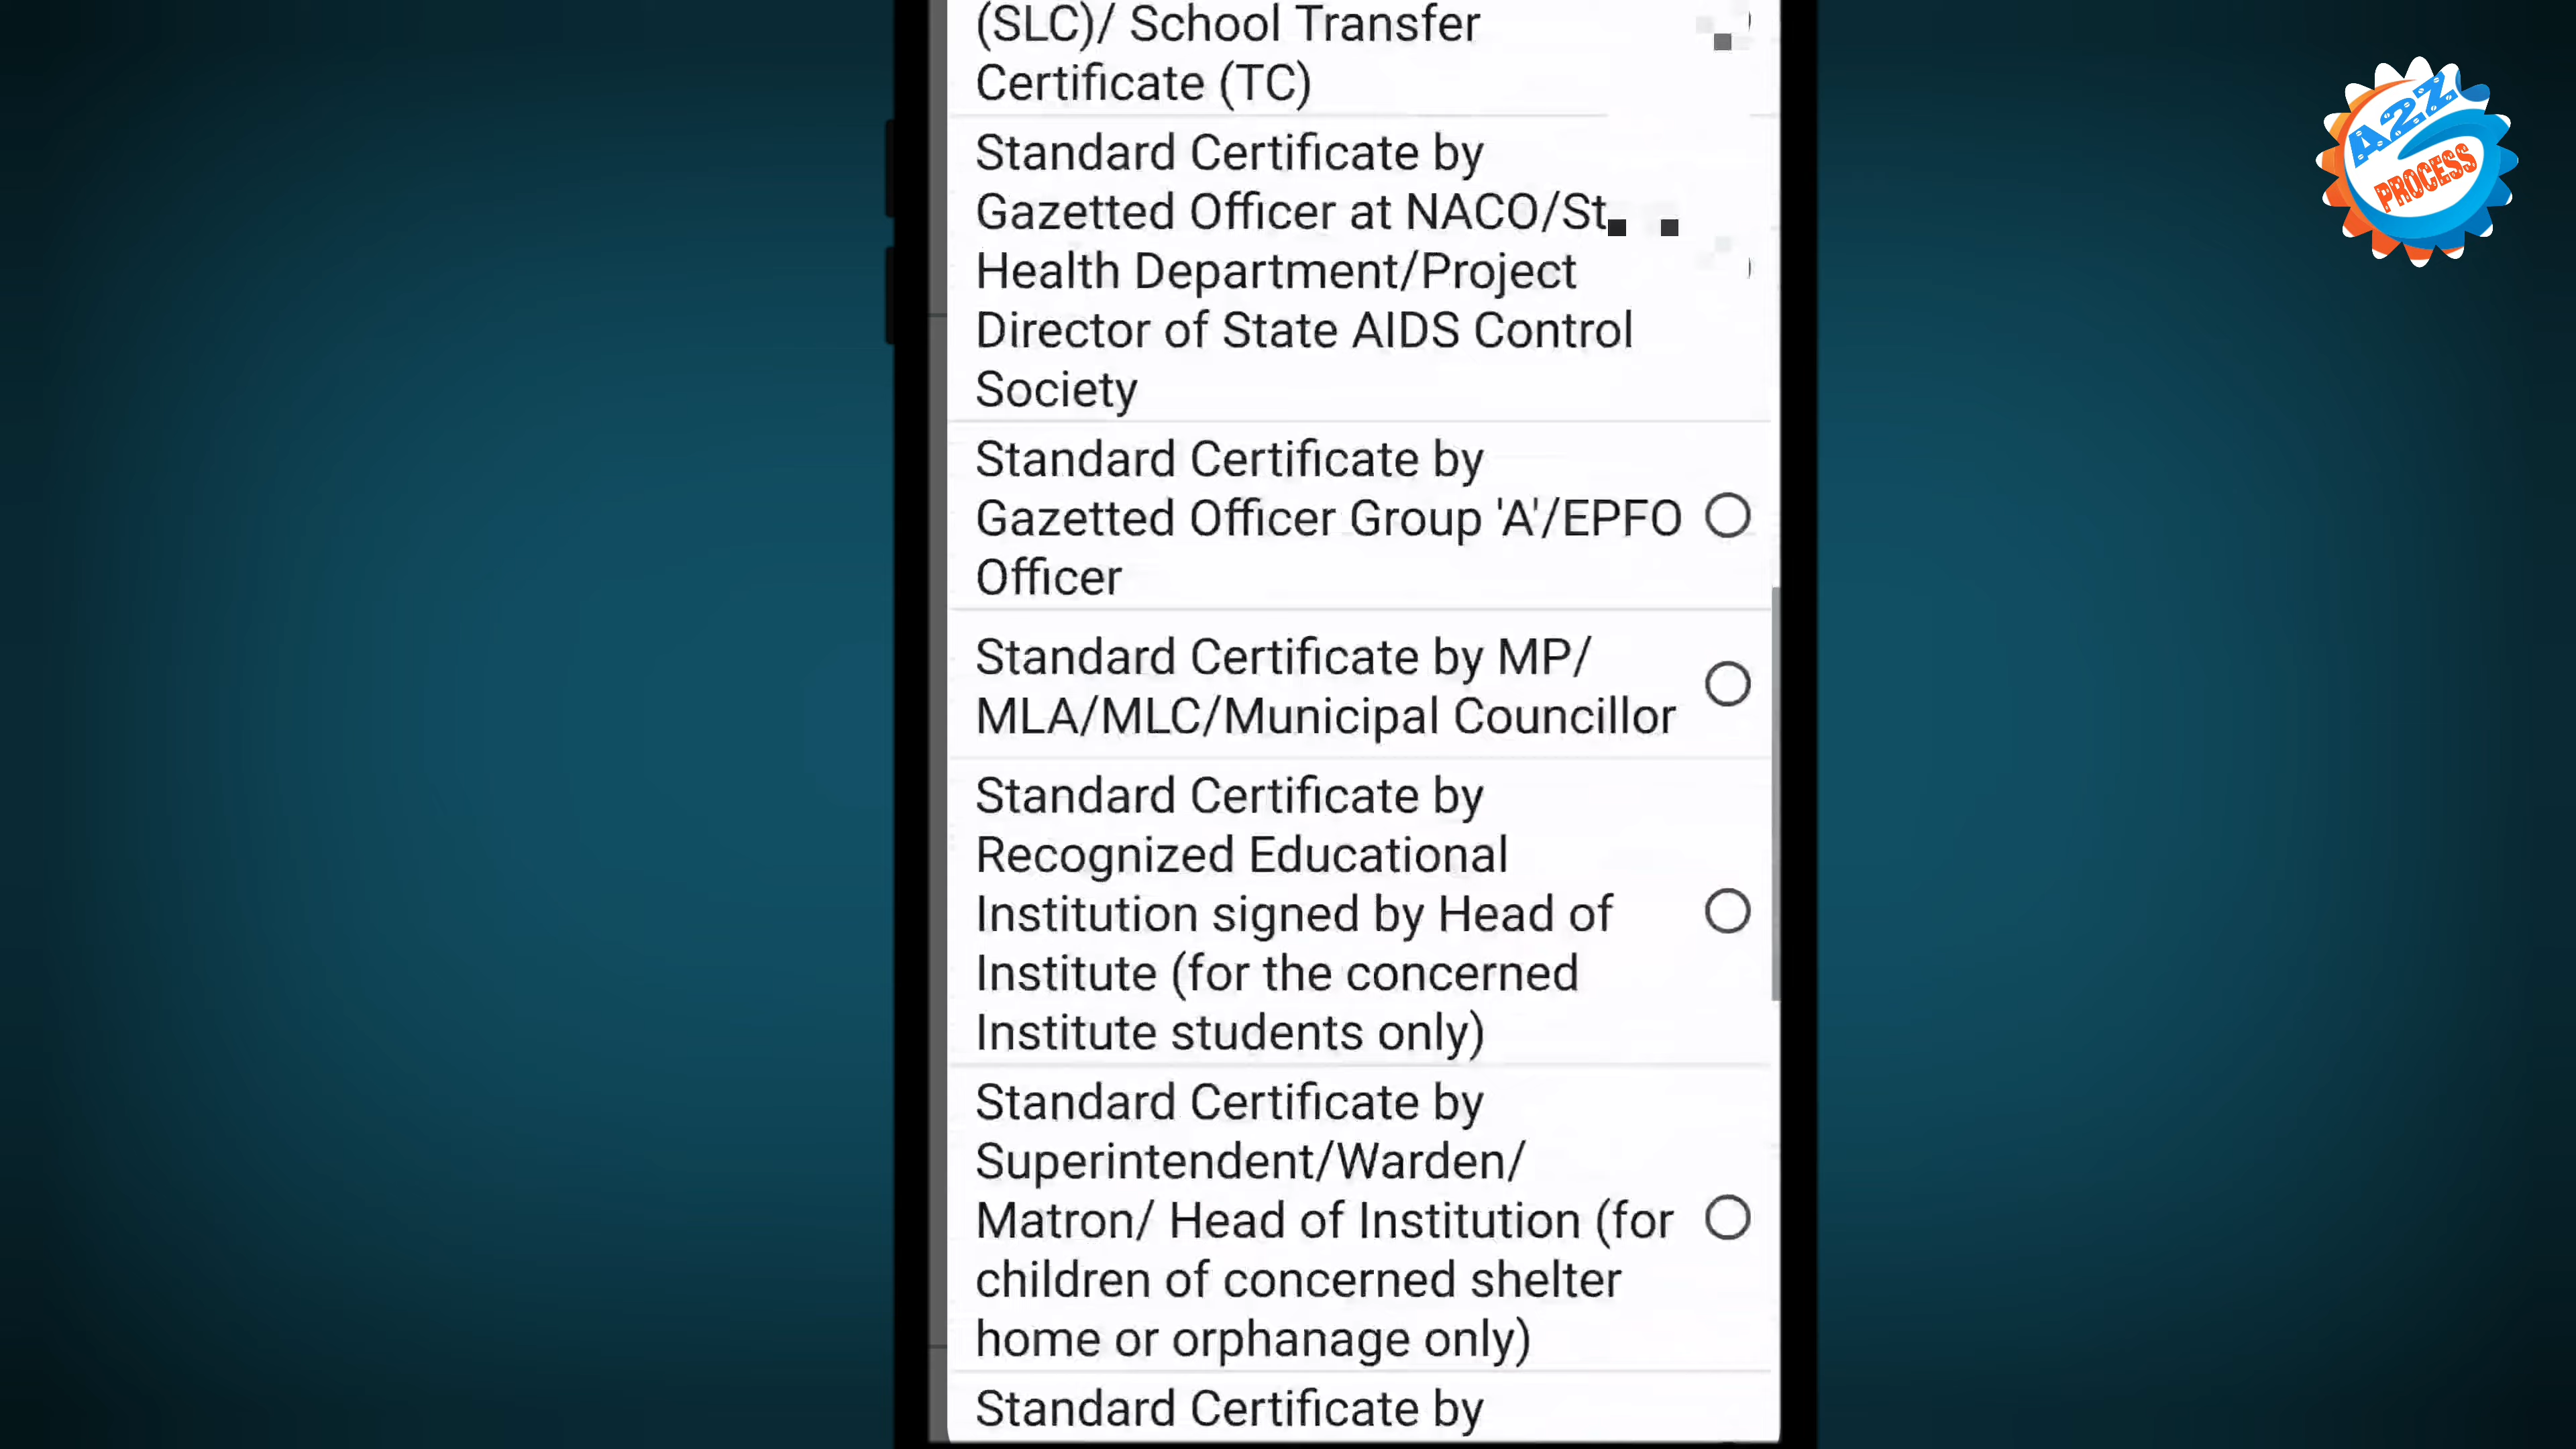 (SLC)/ School Transfer
Certificate (TC)
Standard Certificate by
Gazetted Officer at NACO/St
Health Department/Project
Director of State AIDS Control
Society
Standard Certificate by
Gazetted Officer Group 'A'/EPFO
Officer
Standard Certificate by MP/
MLA/MLC/Municipal Councillor
Standard Certificate by
Recognized Educational
Institution signed by Head of
Institute (for the concerned
Institute students only)
Standard Certificate by
Superintendent/Warden/
Matron/ Head of Institution (for
children of concerned shelter
home or orphanage only)
Standard Certificate by
A2Z
PROCESS